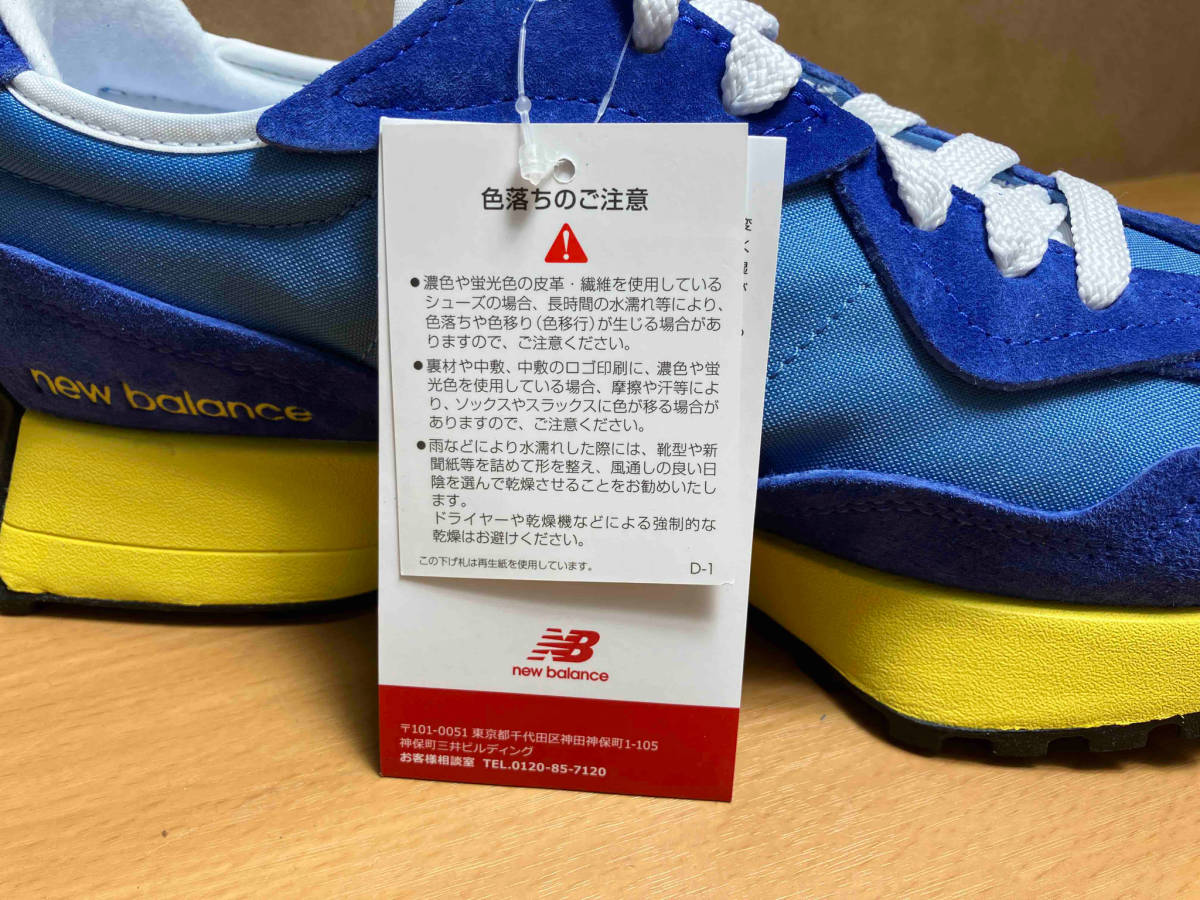 色落ちのご注意
●濃色や蛍光色の皮革・繊維を使用している
シューズの場合、長時間の水濡れ等により、
色落ちや色移り(色移行)が生じる場合があ
りますので、ご注意ください。
●裏材や中敷、中敷のロゴ印刷に、濃色や蛍
光色を使用している場合、摩擦や汗等によ
り、ソックスやスラックスに色が移る場合が
ありますので、ご注意ください。
●雨などにより水濡れした際には、靴型や新
聞紙等を詰めて形を整え、風通しの良い日
陰を選んで乾燥させることをお勧めいたし
ます。
ドライヤーや乾燥機などによる強制的な
乾燥はお避けください。
この下げ札は再生紙を使用しています。 D-1
new balance
NB
new balance
〒101-0051 東京都千代田区神田神保町1-105
神保町三井ビルディング
お客様相談室 TEL.0120-85-7120